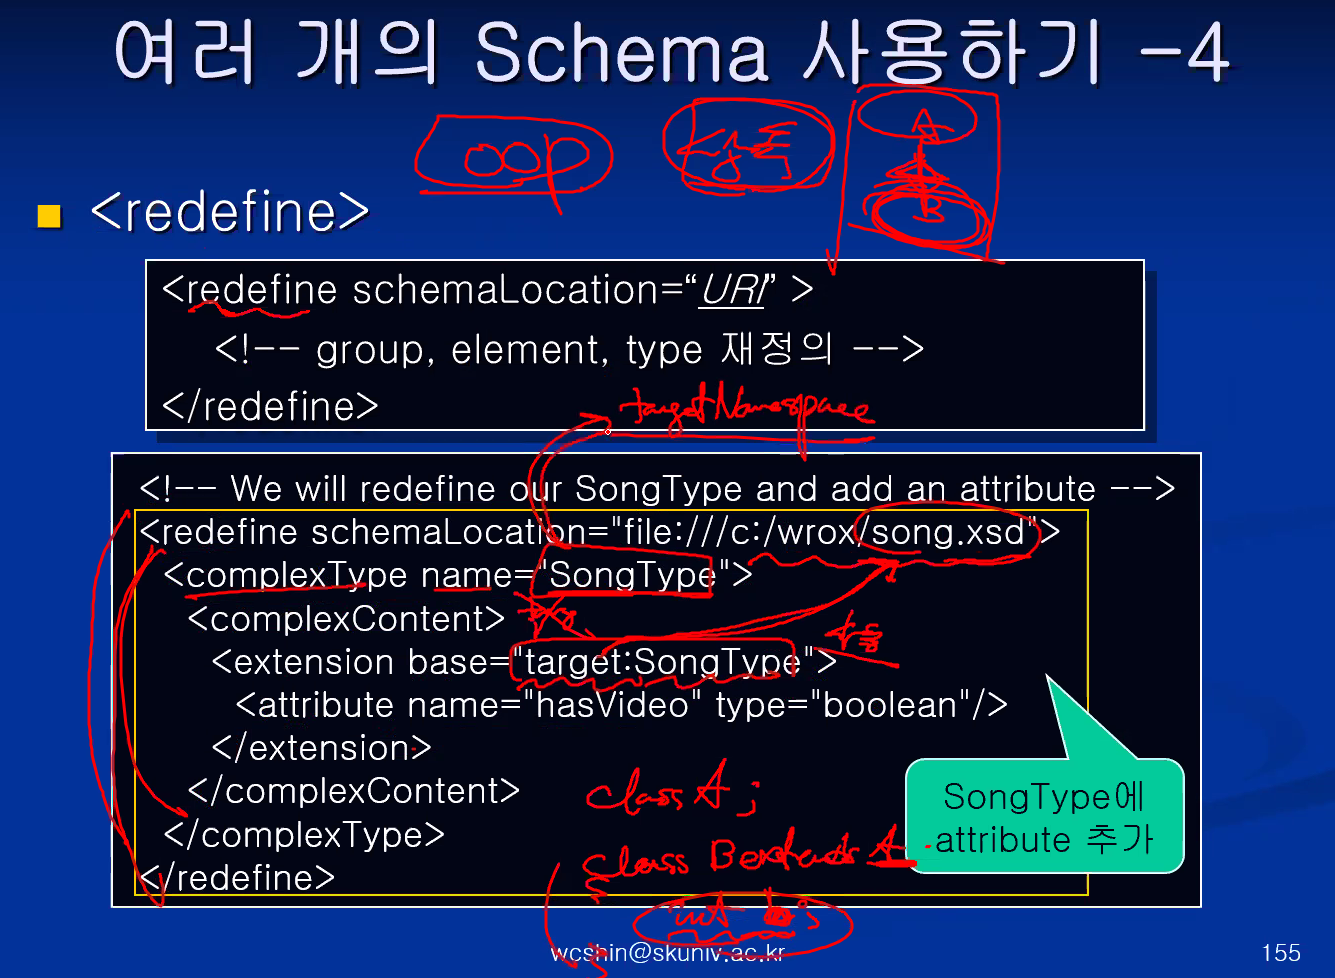 여러 개의 Schema 사용하기 -4
oop
상속
A
B
<redefine>
<redefine schemaLocation=“URI” >
<!-- group, element, type 재정의 -->
</redefine>
targetNamespace
<!-- We will redefine our SongType and add an attribute -->
<redefine schemaLocation="file:///c:/wrox/song.xsd">
<complexType name="SongType">
<complexContent>
<extension base="target:SongType">
<attribute name="hasVideo" type="boolean"/>
</extension>
</complexContent>
</complexType>
</redefine>
SongType에
attribute 추가
class A ;
class B extends A
int b;
wcshin@skuniv.ac.kr
155